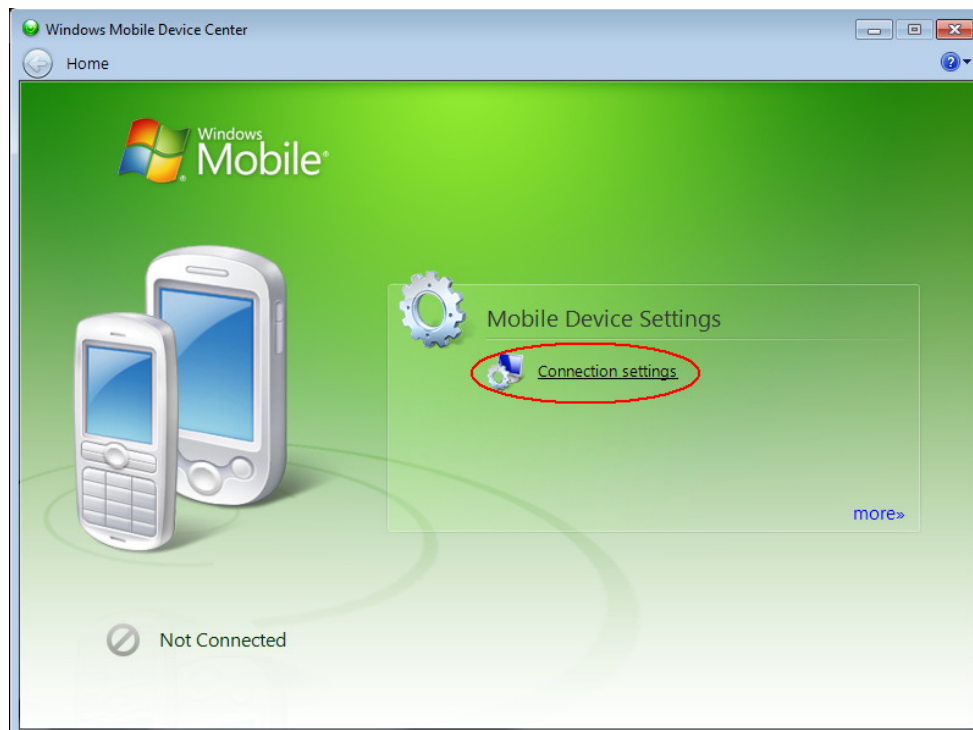 Windows Mobile Device Center
Home
Windows
Mobile®
Mobile Device Settings
Connection settings
more»
Not Connected